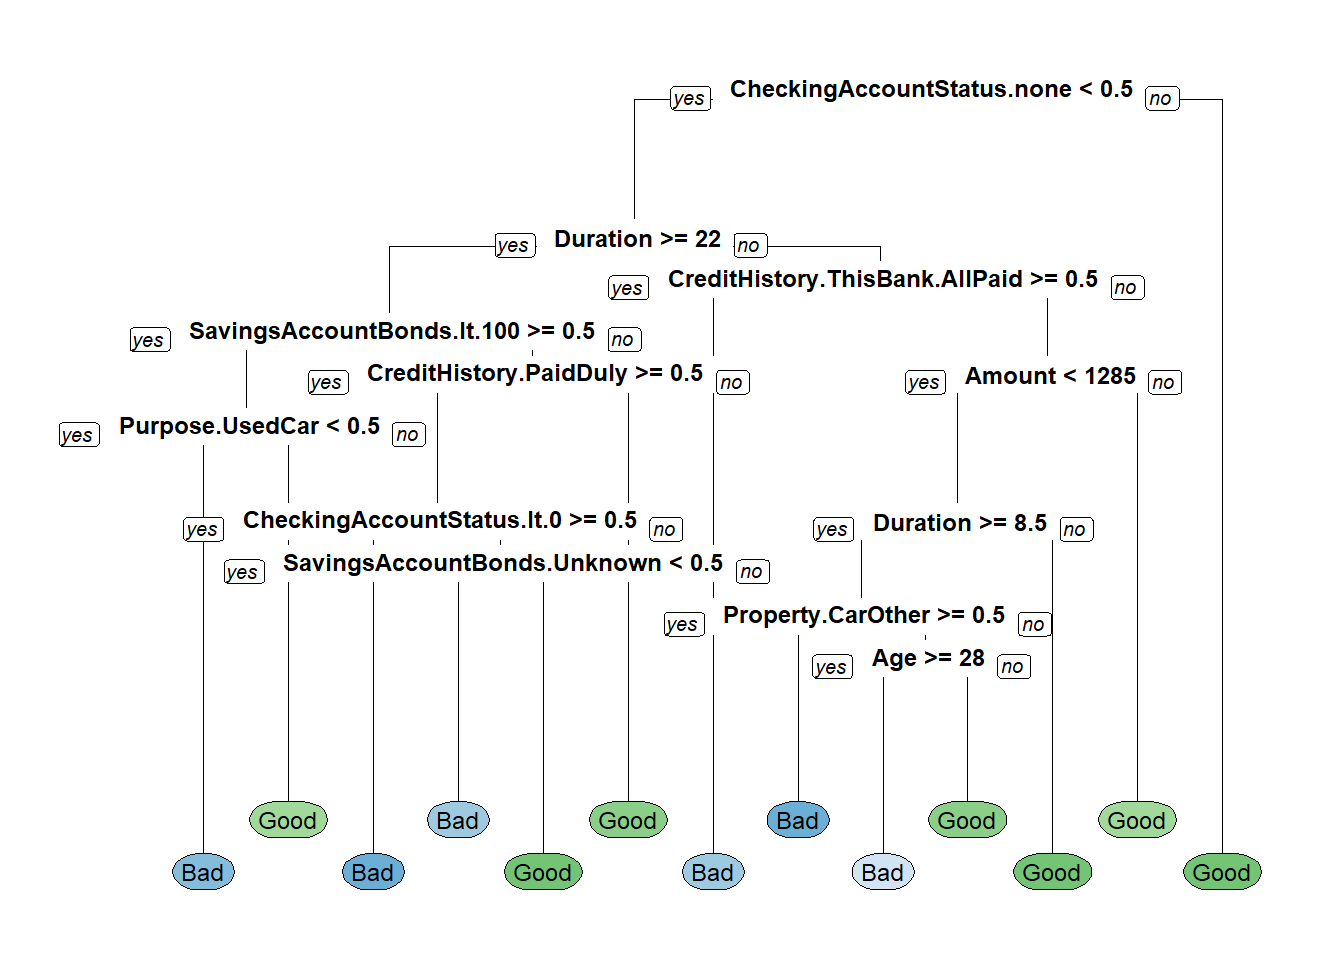 yes CheckingAccountStatus.none < 0.5 no
yes Duration >= 22 no
yes CreditHistory.ThisBank.AllPaid >= 0.5 no
yes SavingsAccountBonds.lt.100 >= 0.5 no
yes CreditHistory.PaidDuly >= 0.5 no
yes Amount < 1285 no
yes Purpose.UsedCar < 0.5 no
yes CheckingAccountStatus.lt.0 >= 0.5 no
yes Duration >= 8.5 no
yes SavingsAccountBonds.Unknown < 0.5 no
yes Property.CarOther >= 0.5 no
yes Age >= 28 no
Good Bad Good Bad Good Good
Bad Bad Good Bad Bad Good Good